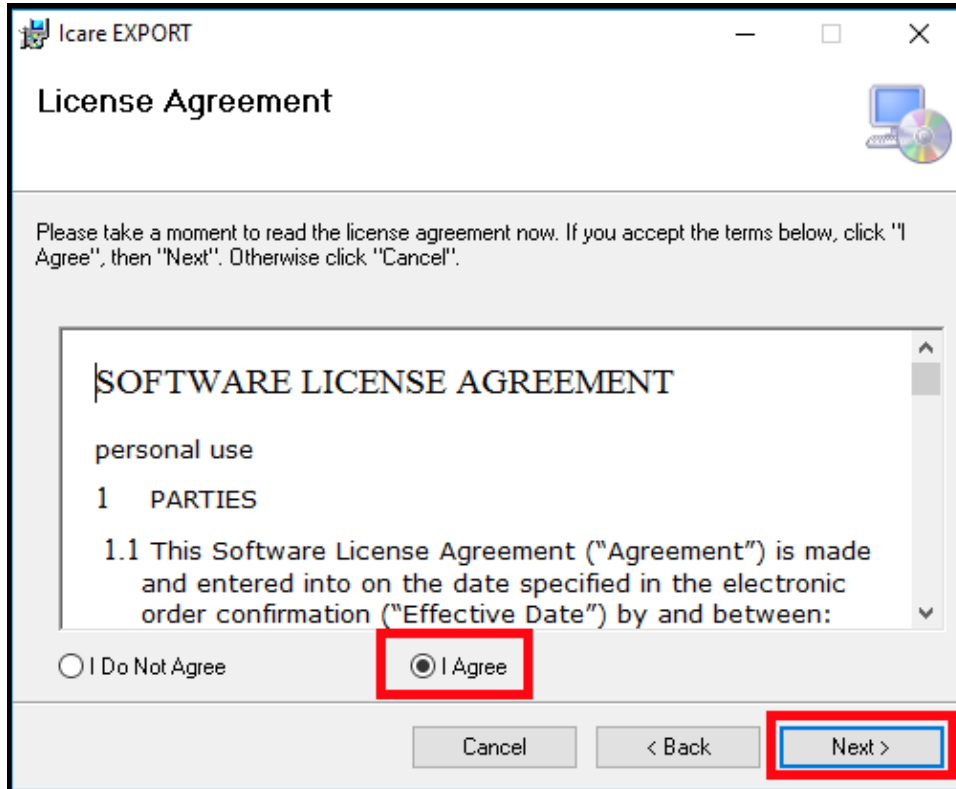 Icare EXPORT
License Agreement
Please take a moment to read the license agreement now. If you accept the terms below, click "I
Agree", then "Next". Otherwise click "Cancel".
SOFTWARE LICENSE AGREEMENT
personal use
1 PARTIES
1.1 This Software License Agreement (“Agreement”) is made
and entered into on the date specified in the electronic
order confirmation (“Effective Date”) by and between:
I Do Not Agree
I Agree
Cancel
< Back
Next >